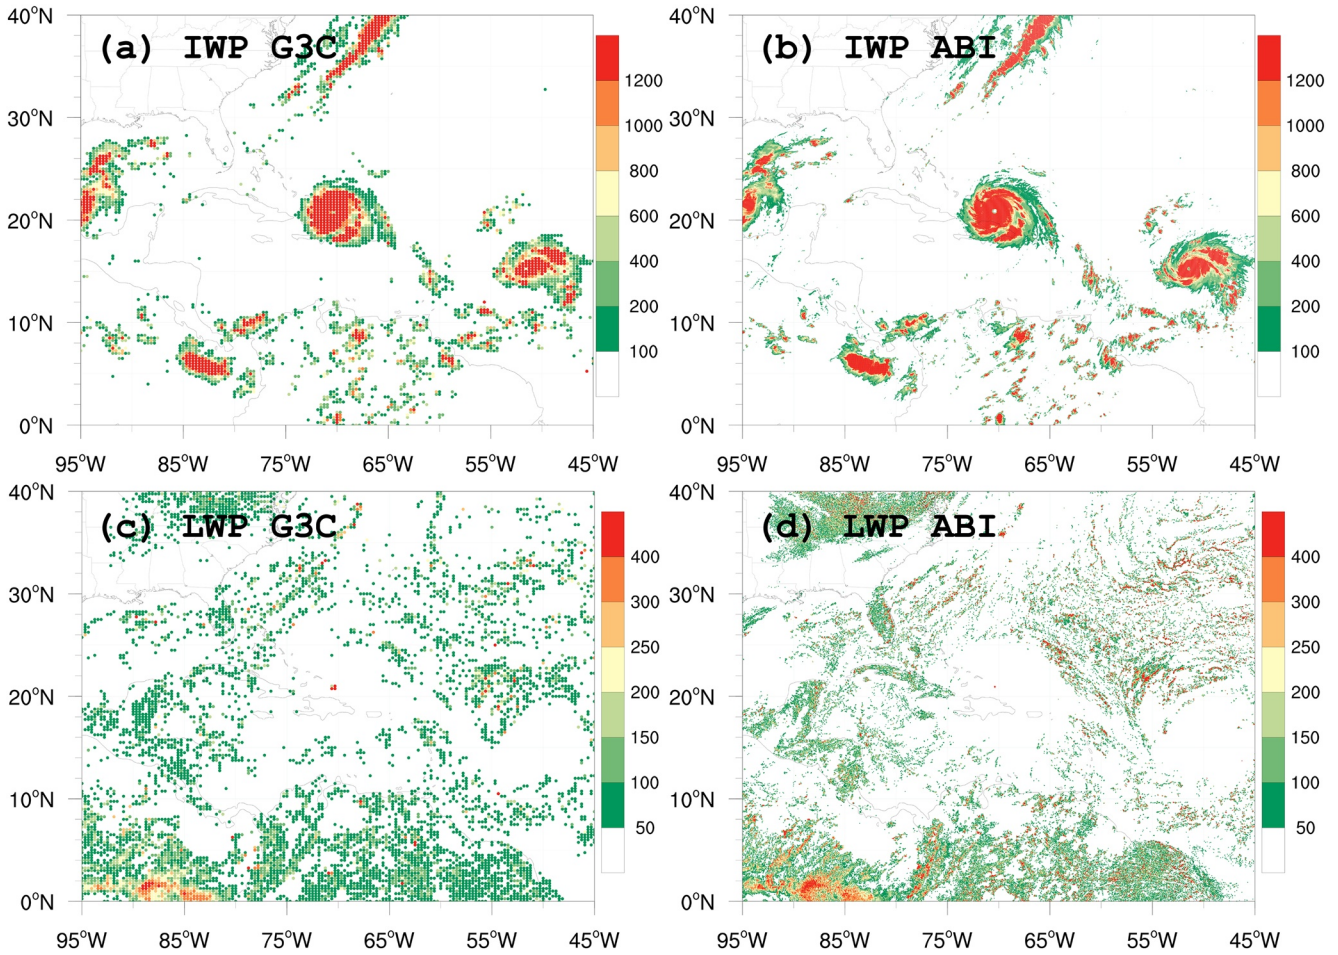 (a) IWP G3C
40°N
30°N
20°N
10°N
0°N
95°W 85°W 75°W 65°W 55°W 45°W
1200
1000
800
600
400
200
100
(b) IWP ABI
40°N
30°N
20°N
10°N
0°N
95°W 85°W 75°W 65°W 55°W 45°W
1200
1000
800
600
400
200
100
(c) LWP G3C
40°N
30°N
20°N
10°N
0°N
95°W 85°W 75°W 65°W 55°W 45°W
400
300
250
200
150
100
50
(d) LWP ABI
40°N
30°N
20°N
10°N
0°N
95°W 85°W 75°W 65°W 55°W 45°W
400
300
250
200
150
100
50